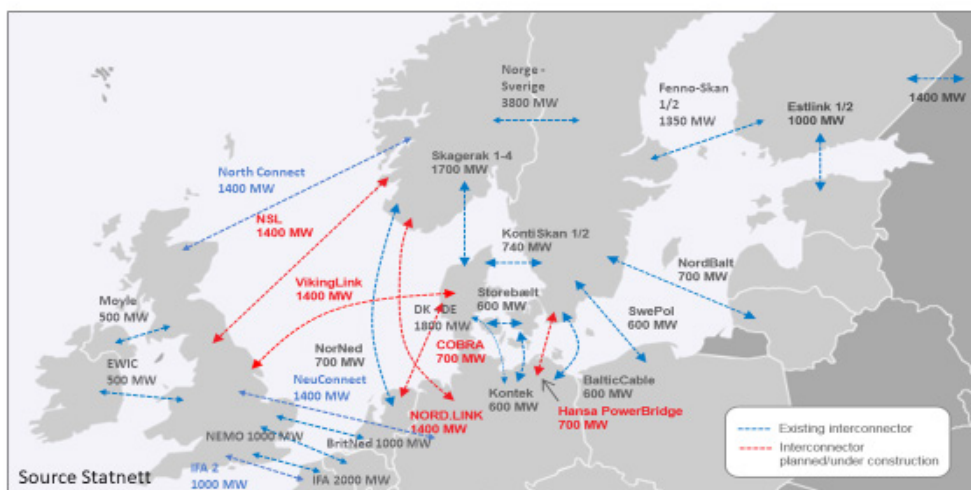 Norge -
Sverige
3800 MW
Fenno-Skan
1/2
1350 MW
Estlink 1/2
1000 MW
1400 MW
North Connect
1400 MW
Skagerak 1-4
1700 MW
NSL
1400 MW
KontiSkan 1/2
740 MW
NordBalt
700 MW
VikingLink
1400 MW
Moyle
500 MW
Storebælt
600 MW
DK - DE
1800 MW
SwePol
600 MW
EWIC
500 MW
NorNed
700 MW
COBRA
700 MW
NeuConnect
1400 MW
Kontek
600 MW
BalticCable
600 MW
NORD.LINK
1400 MW
Hansa PowerBridge
700 MW
NEMO 1000 MW
BritNed 1000 MW
IFA 2
1000 MW
IFA 2000 MW
Existing interconnector
Interconnector
planned/under construction
Source Statnett